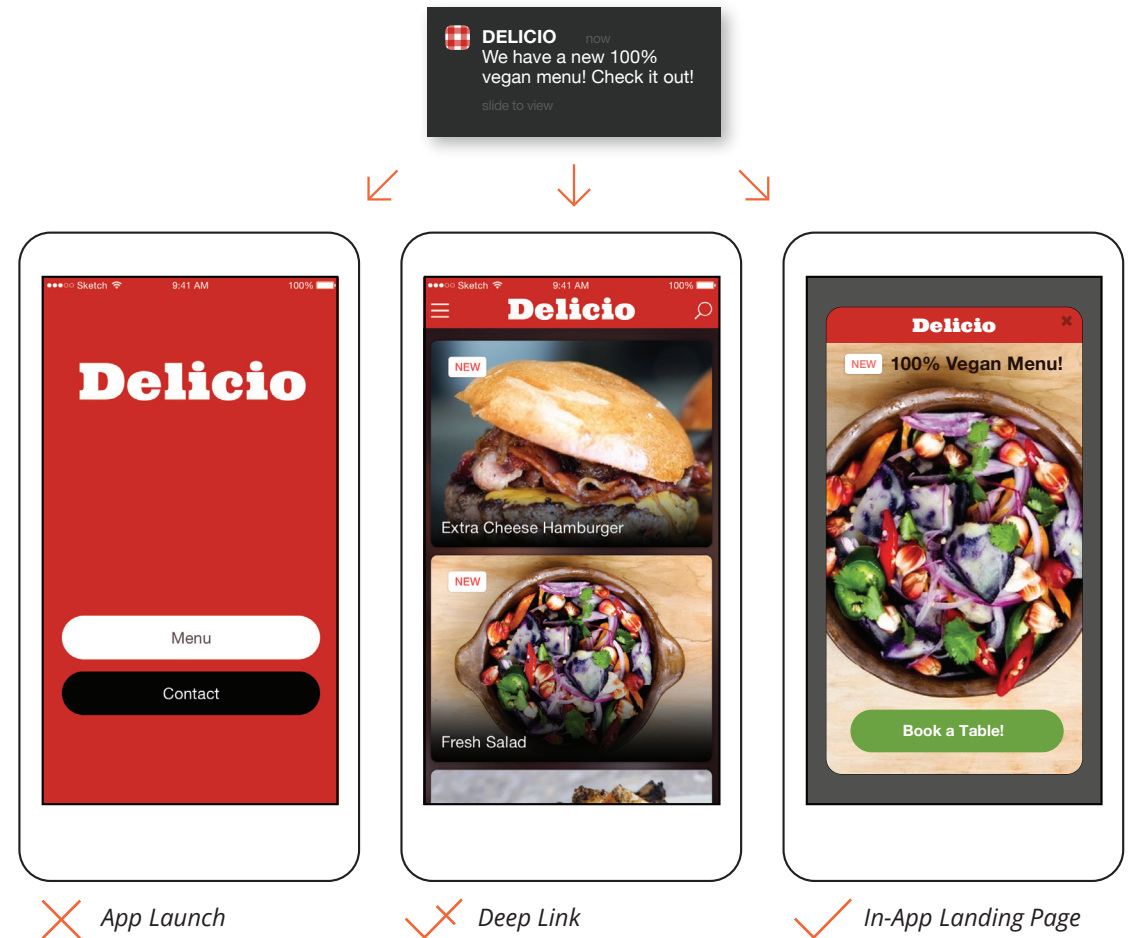 DELICIO now
We have a new 100%
vegan menu! Check it out!
slide to view
Sketch 9:41 AM 100%
Delicio
Menu
Contact
App Launch
Sketch 9:41 AM 100%
Delicio
NEW
Extra Cheese Hamburger
NEW
Fresh Salad
Deep Link
Delicio
NEW 100% Vegan Menu!
Book a Table!
In-App Landing Page